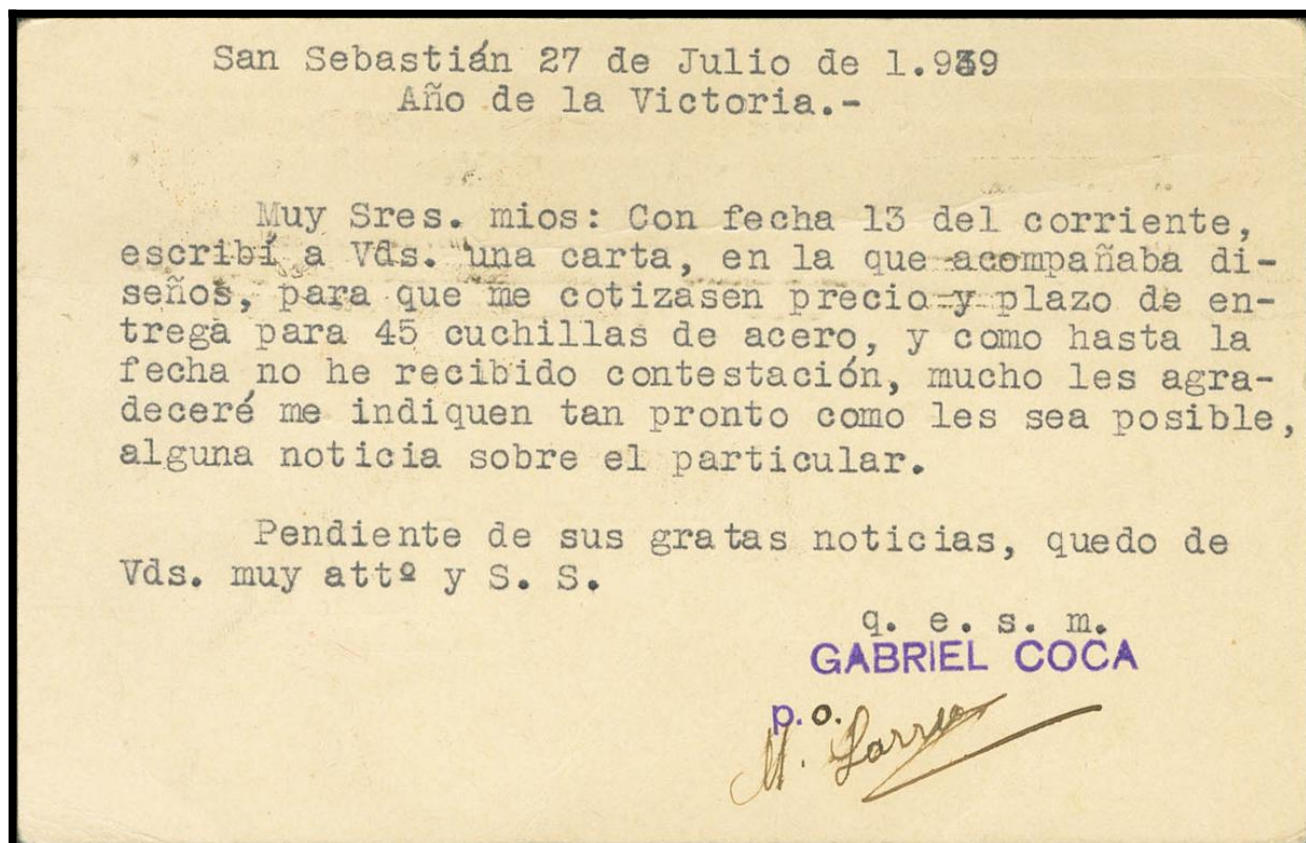 San Sebastián 27 de Julio de 1.939
Año de la Victoria.-
Muy Sres. mios: Con fecha 13 del corriente,
escribí a Vds. una carta, en la que acompañaba di-
seños, para que me cotizasen precio y plazo de en-
trega para 45 cuchillas de acero, y como hasta la
fecha no he recibido contestación, mucho les agra-
deceré me indiquen tan pronto como les sea posible,
alguna noticia sobre el particular.
Pendiente de sus gratas noticias, quedo de
Vds. muy attº y S. S.
q. e. s. m.
GABRIEL COCA
p.o.
M.